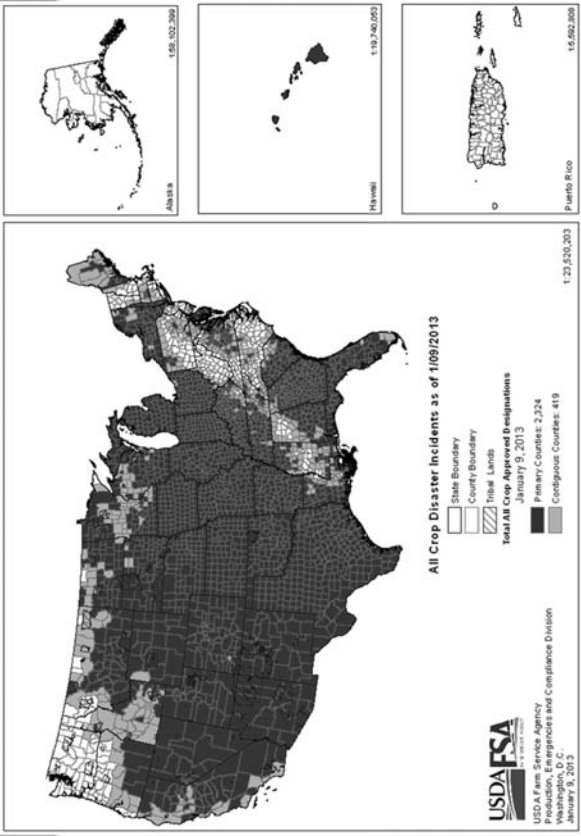 All Crop Disaster Incidents as of 1/09/2013
State Boundary
County Boundary
Tribal Lands
Total All Crop Approved Designations
January 9, 2013
Primary Counties: 2,324
Contiguous Counties: 419
USDA FSA
USDA Farm Service Agency
Production, Emergencies and Compliance Division
Washington, D.C.
January 9, 2013
1:23,520,203
Alaska
1:58,102,399
Hawaii
1:19,740,053
D
Puerto Rico
1:5,592,808